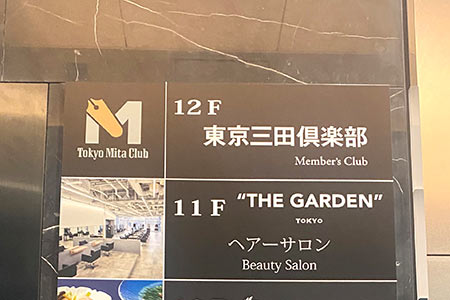 M
Tokyo Mita Club
12F
東京三田倶楽部
Member's Club
11F
"THE GARDEN"
TOKYO
ヘアーサロン
Beauty Salon